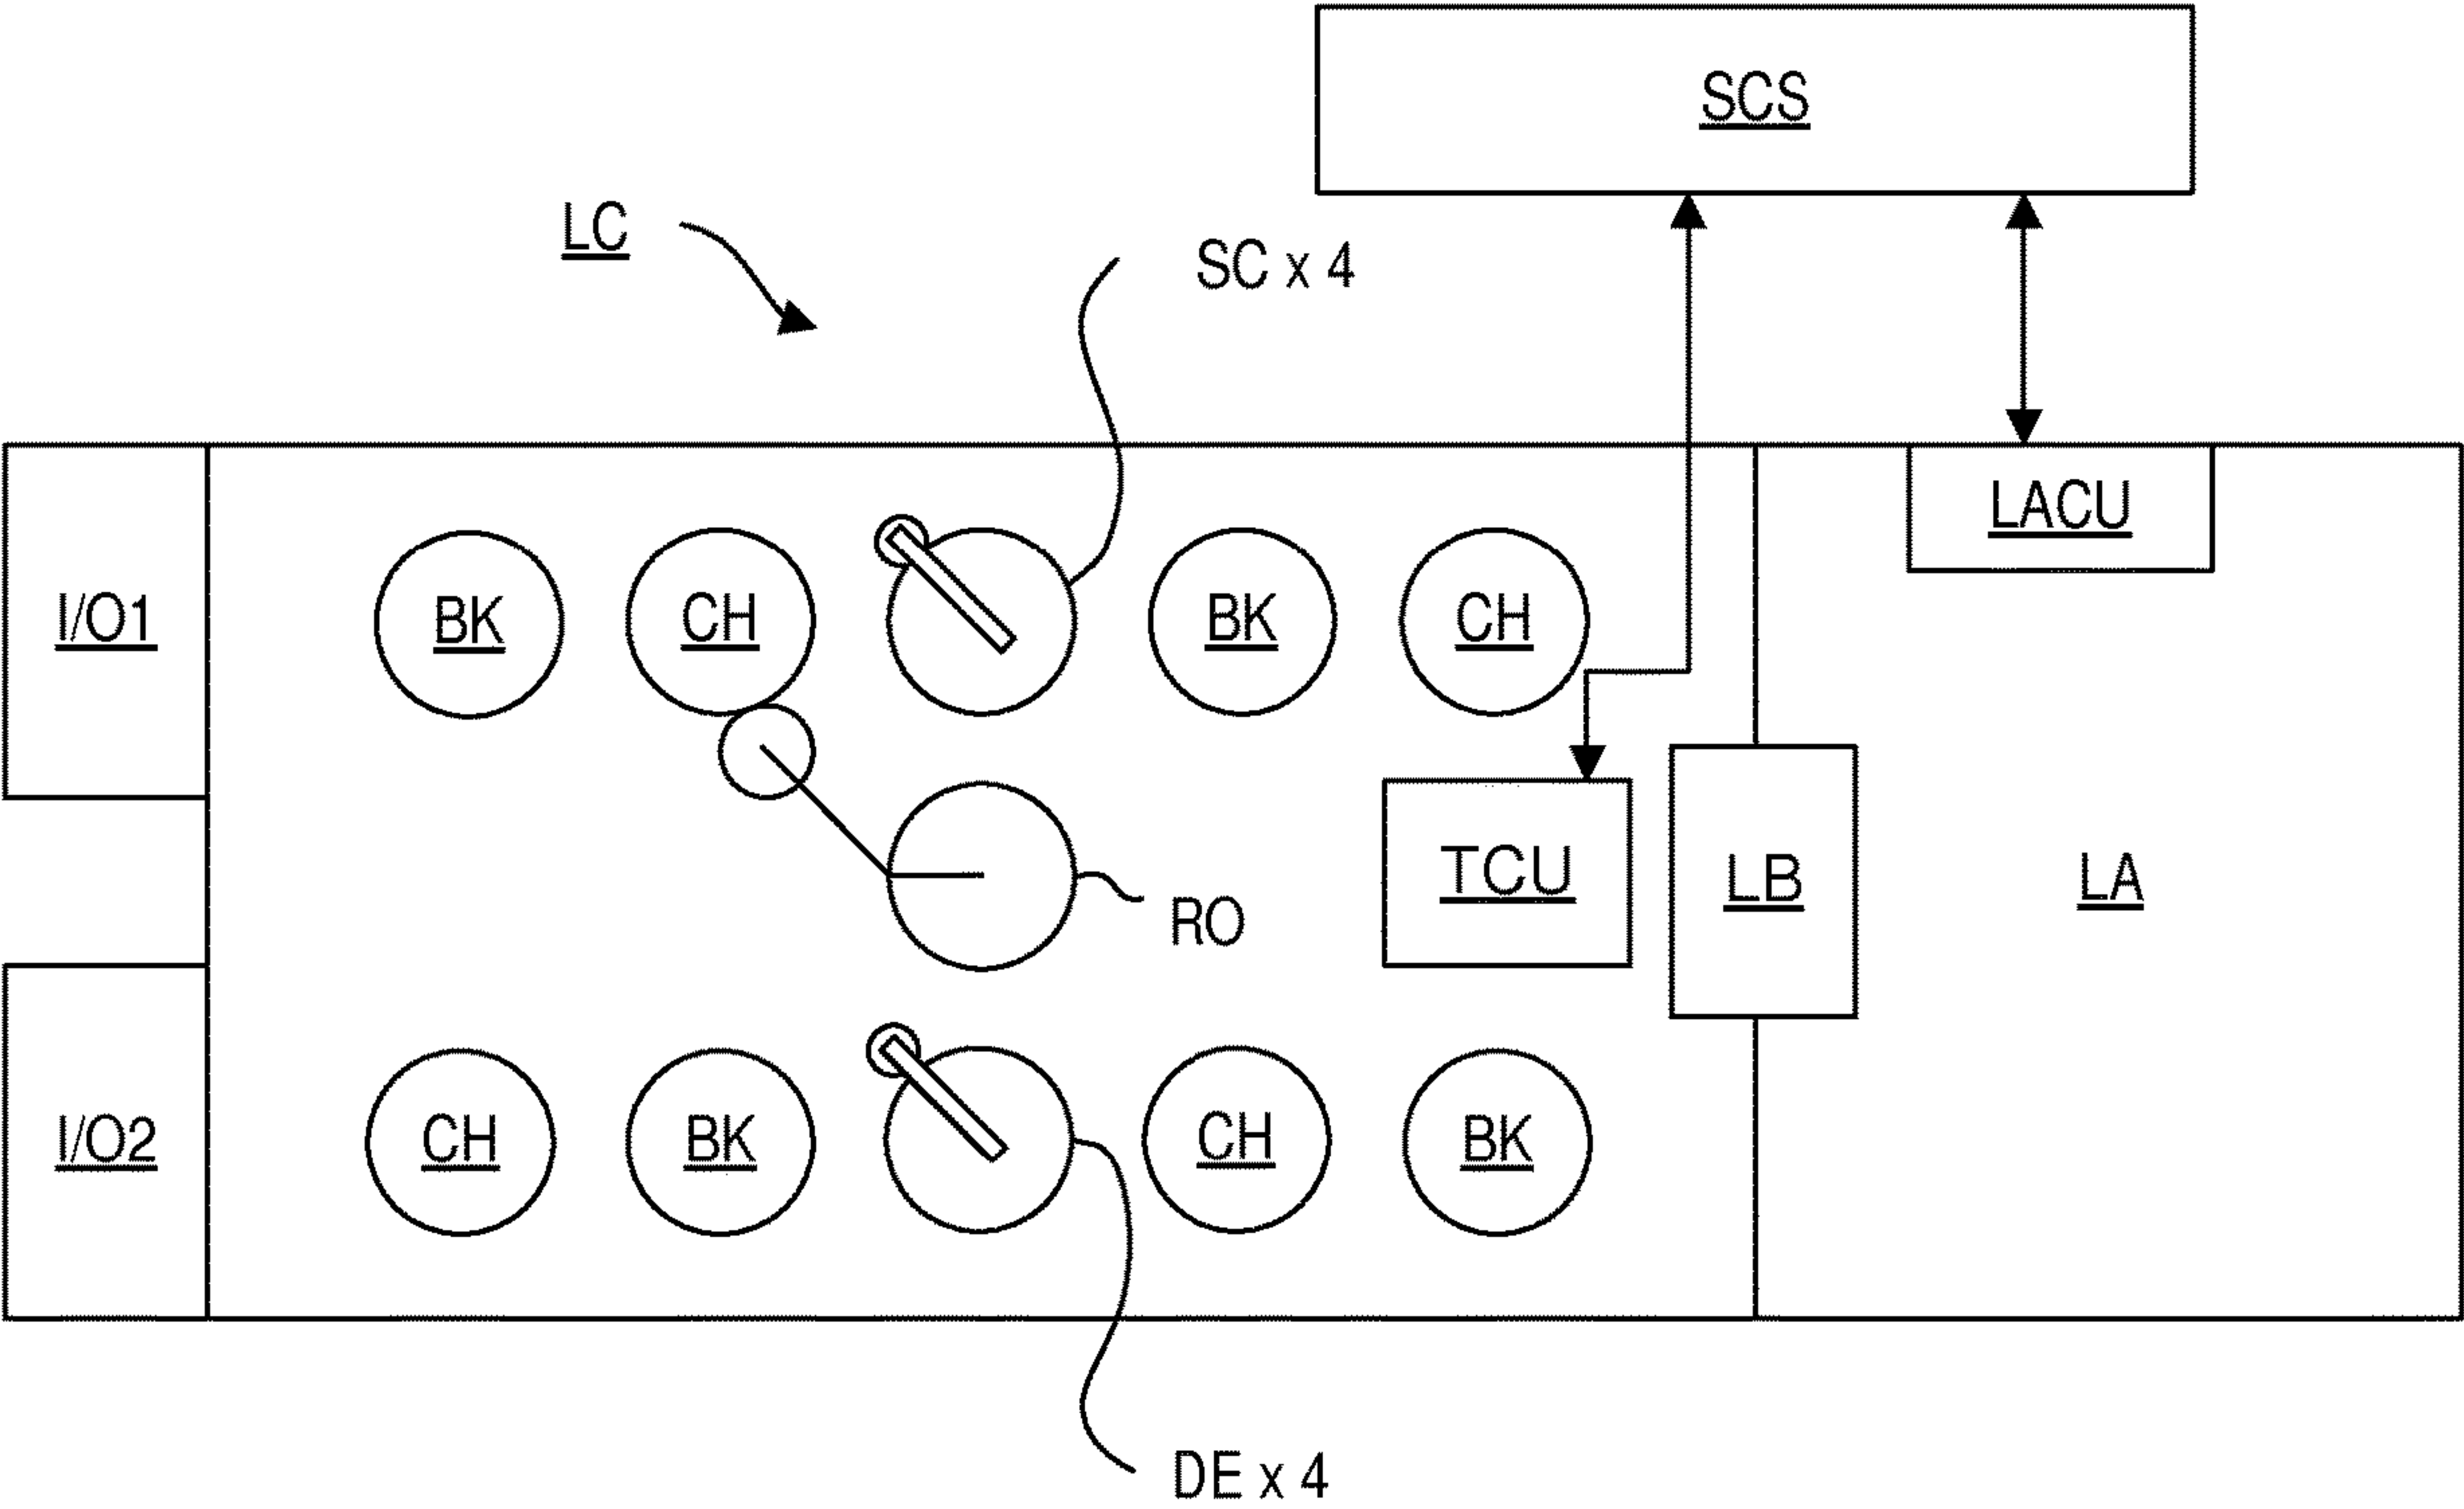 SCS
LC
SC x 4
LACU
I/O1
BK
CH
BK
CH
TCU
LB
LA
RO
I/O2
CH
BK
CH
BK
DE x 4